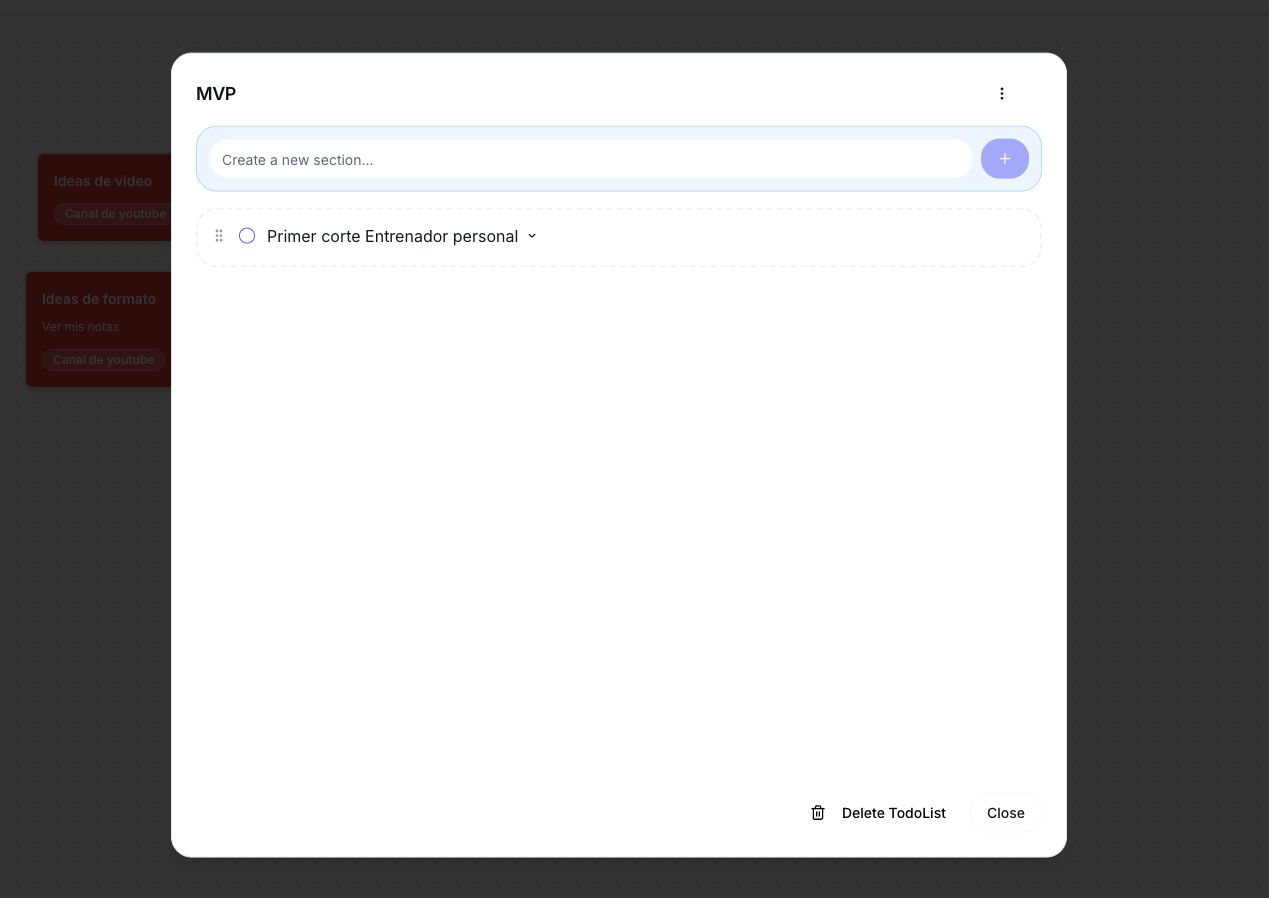 MVP
Create a new section...
Primer corte Entrenador personal
Ideas de video
Canal de youtube
Ideas de formato
Ver mis notas
Canal de youtube
Delete TodoList
Close